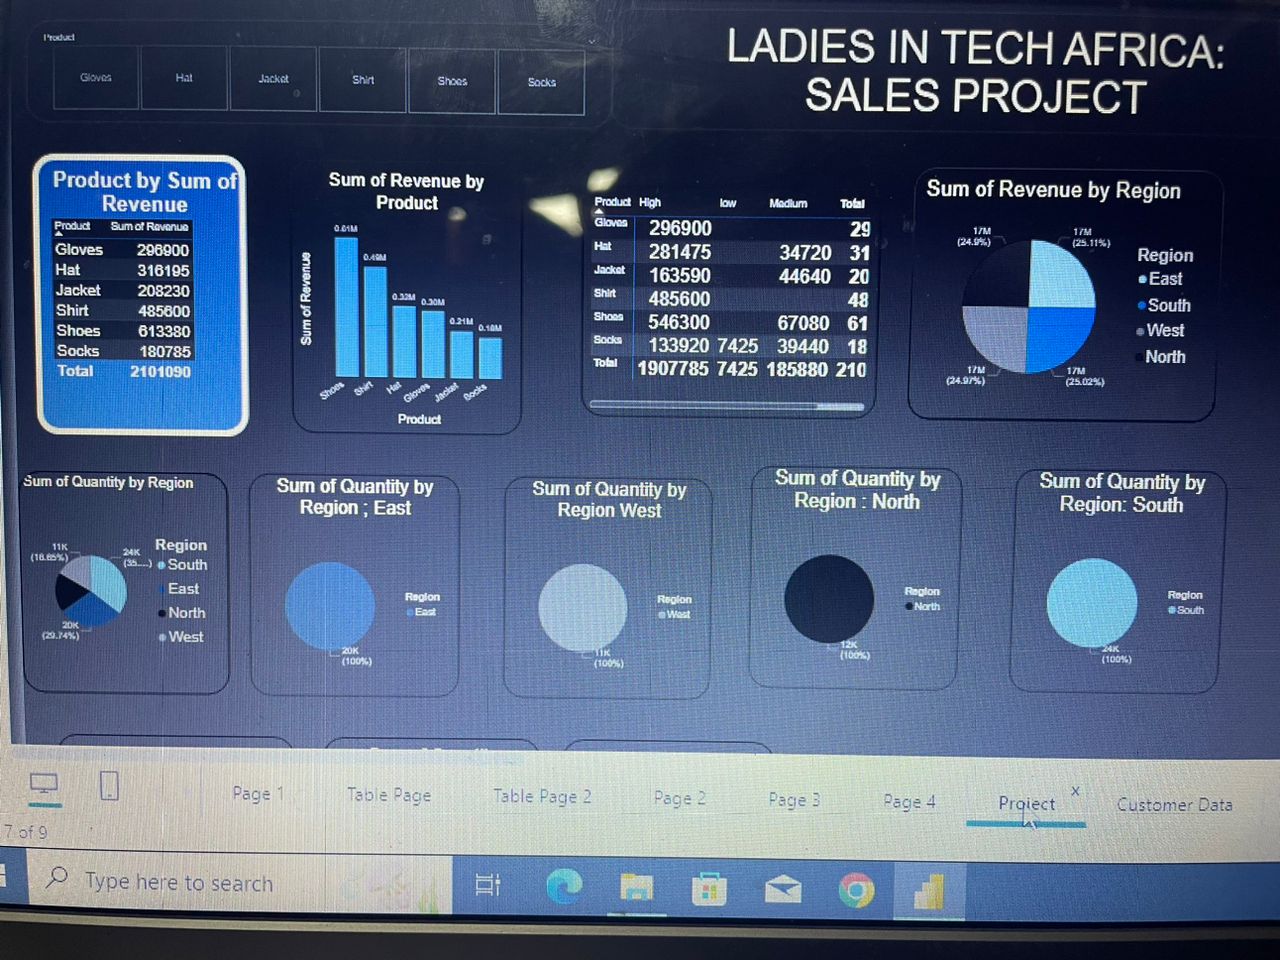 Product
Gloves Hat Jacket Shirt Shoes Socks
LADIES IN TECH AFRICA:
SALES PROJECT
Product by Sum of
Revenue
Product Sum of Revenue
Gloves 296900
Hat 316195
Jacket 208230
Shirt 485600
Shoes 613380
Socks 180785
Total 2101090
Sum of Revenue by
Product
Sum of Revenue
0.61M
0.49M
0.32M
0.30M
0.21M
0.18M
Shoes Shirt Hat Gloves Jacket Socks
Product
Product High low Medium Total
Gloves 296900 29
Hat 281475 34720 31
Jacket 163590 44640 20
Shirt 485600 48
Shoes 546300 67080 61
Socks 133920 7425 39440 18
Total 1907785 7425 185880 210
Sum of Revenue by Region
17M
(24.9%)
17M
(25.11%)
17M
(24.97%)
17M
(25.02%)
Region
East
South
West
North
Sum of Quantity by Region
11K
(16.65%)
24K
(35....)
20K
(29.74%)
Region
South
East
North
West
Sum of Quantity by
Region ; East
20K
(100%)
Region
East
Sum of Quantity by
Region West
11K
(100%)
Region
West
Sum of Quantity by
Region : North
12K
(100%)
Region
North
Sum of Quantity by
Region: South
24K
(100%)
Region
South
Page 1 Table Page Table Page 2 Page 2 Page 3 Page 4 Project x Customer Data
7 of 9
Type here to search